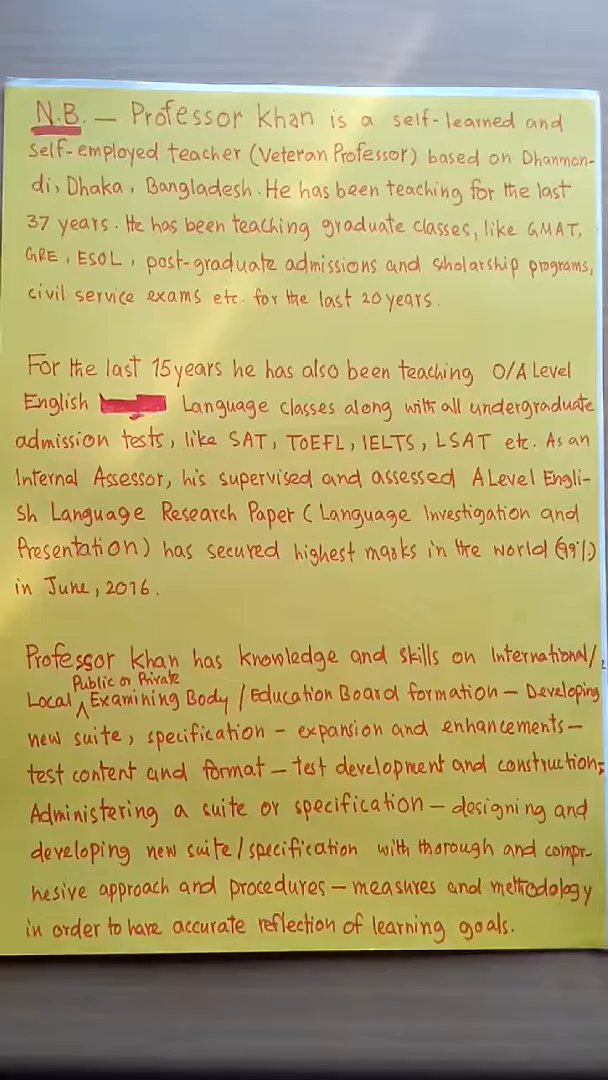 N.B. — Professor Khan is a self-learned and
self-employed teacher (Veteran Professor) based on Dhanmon-
di, Dhaka, Bangladesh. He has been teaching for the last
37 years. He has been teaching graduate classes, like GMAT,
GRE, ESOL, post-graduate admissions and scholarship programs,
civil service exams etc. for the last 20 years.
For the last 15 years he has also been teaching O/A Level
English Language classes along with all undergraduate
admission tests, like SAT, TOEFL, IELTS, LSAT etc. As an
Internal Assessor, his supervised and assessed A Level Engli-
sh Language Research Paper (Language Investigation and
Presentation) has secured highest marks in the world (99%)
in June, 2016.
Professor Khan has knowledge and skills on International/
Public or Private
Local ^ Examining Body / Education Board formation — Developing
new suite, specification - expansion and enhancements —
test content and format — test development and construction,
Administering a suite or specification — designing and
developing new suite/specification with thorough and compr-
hesive approach and procedures — measures and methodology
in order to have accurate reflection of learning goals.